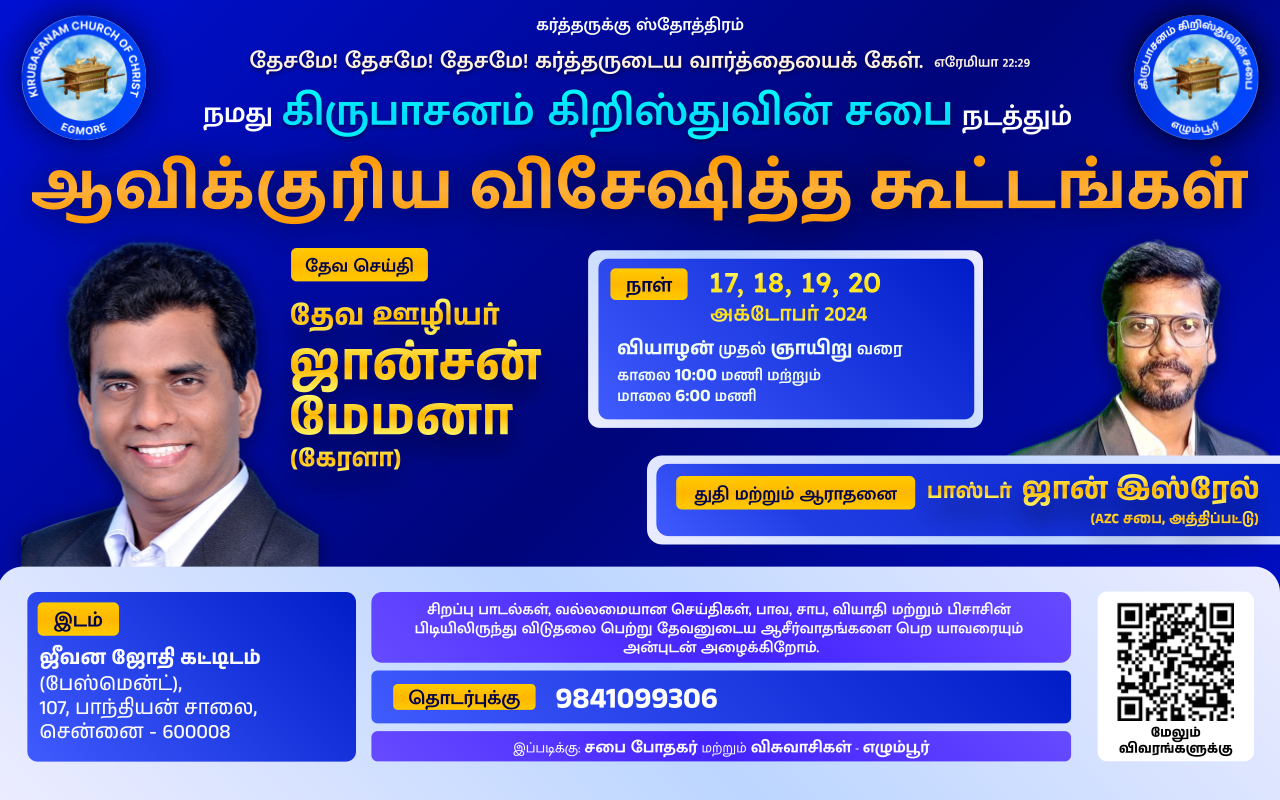 கர்த்தருக்கு ஸ்தோத்திரம்
தேசமே! தேசமே! தேசமே! கர்த்தருடைய வார்த்தையைக் கேள். எரேமியா 22:29
KIRUBASANAM CHURCH OF CHRIST
EGMORE
நமது கிருபாசனம் கிறிஸ்துவின் சபை நடத்தும்
கிருபாசனம் கிறிஸ்துவின் சபை
எழும்பூர்
ஆவிக்குரிய விசேஷித்த கூட்டங்கள்
தேவ செய்தி
தேவ ஊழியர்
ஜான்சன்
மேமனா
(கேரளா)
நாள் 17, 18, 19, 20
அக்டோபர் 2024
வியாழன் முதல் ஞாயிறு வரை
காலை 10:00 மணி மற்றும்
மாலை 6:00 மணி
துதி மற்றும் ஆராதனை பாஸ்டர் ஜான் இஸ்ரேல்
(AZC சபை, அத்திப்பட்டு)
இடம்
ஜீவன ஜோதி கட்டிடம்
(பேஸ்மென்ட்),
107, பாந்தியன் சாலை,
சென்னை - 600008
சிறப்பு பாடல்கள், வல்லமையான செய்திகள், பாவ, சாப, வியாதி மற்றும் பிசாசின்
பிடியிலிருந்து விடுதலை பெற்று தேவனுடைய ஆசீர்வாதங்களை பெற யாவரையும்
அன்புடன் அழைக்கிறோம்.
தொடர்புக்கு 9841099306
இப்படிக்கு: சபை போதகர் மற்றும் விசுவாசிகள் - எழும்பூர்
மேலும்
விவரங்களுக்கு